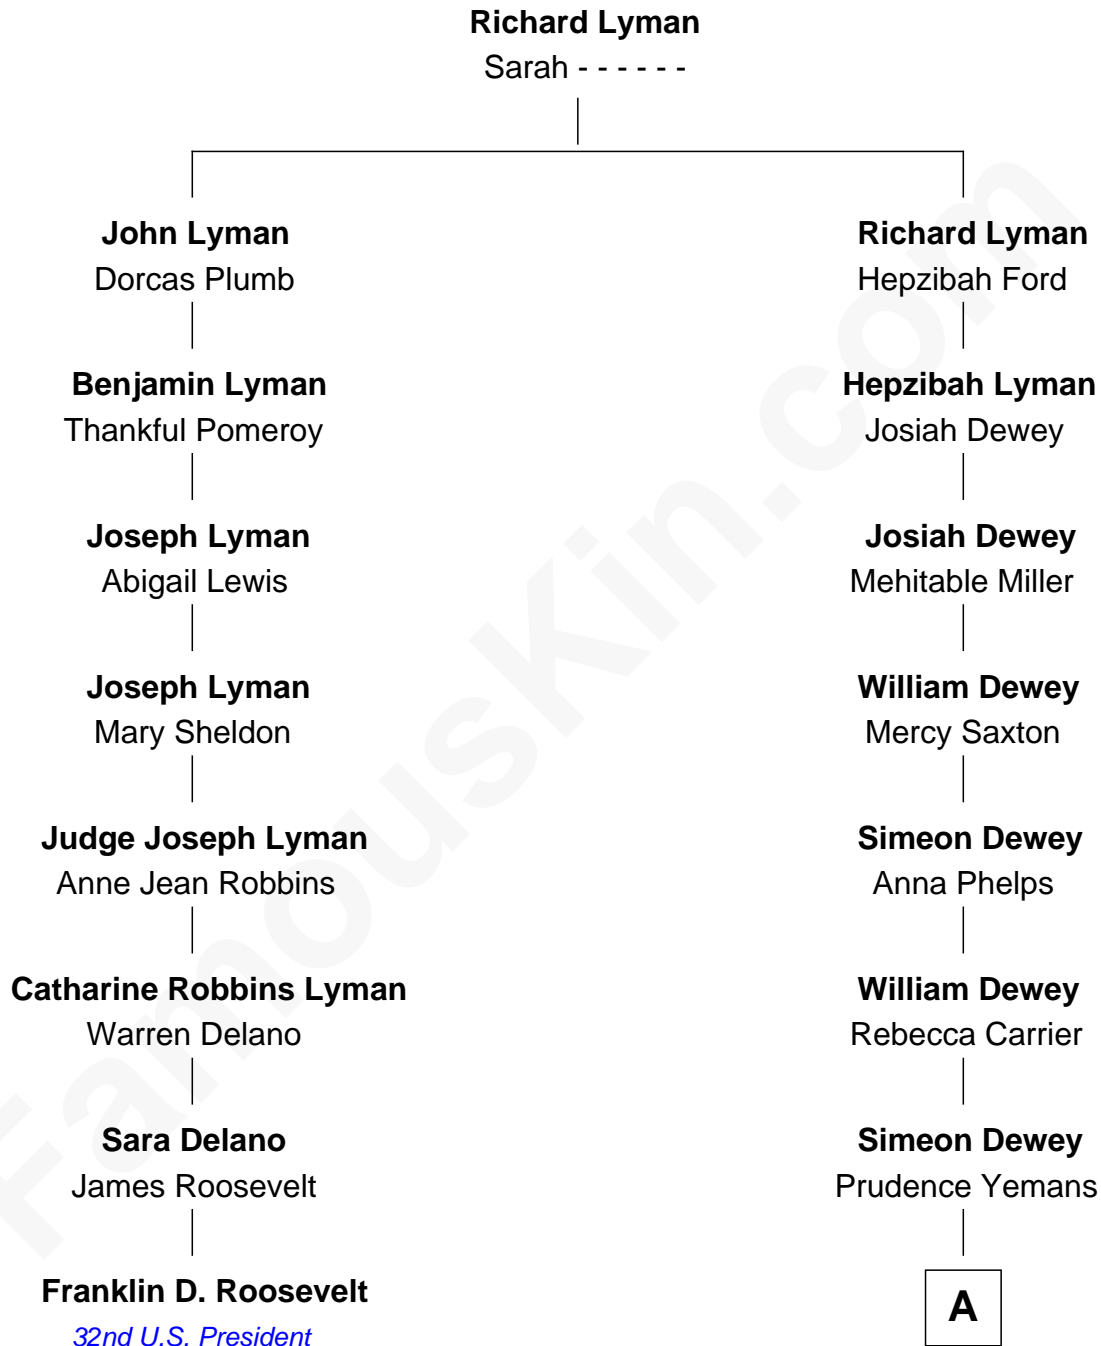 Richard Lyman
Sarah - - - - - -
John Lyman
Dorcas Plumb
Richard Lyman
Hepzibah Ford
Benjamin Lyman
Thankful Pomeroy
Hepzibah Lyman
Josiah Dewey
Joseph Lyman
Abigail Lewis
Josiah Dewey
Mehitable Miller
Joseph Lyman
Mary Sheldon
William Dewey
Mercy Saxton
Judge Joseph Lyman
Anne Jean Robbins
Simeon Dewey
Anna Phelps
Catharine Robbins Lyman
Warren Delano
William Dewey
Rebecca Carrier
Sara Delano
James Roosevelt
Simeon Dewey
Prudence Yemans
Franklin D. Roosevelt
32nd U.S. President
A
FamousKin.com